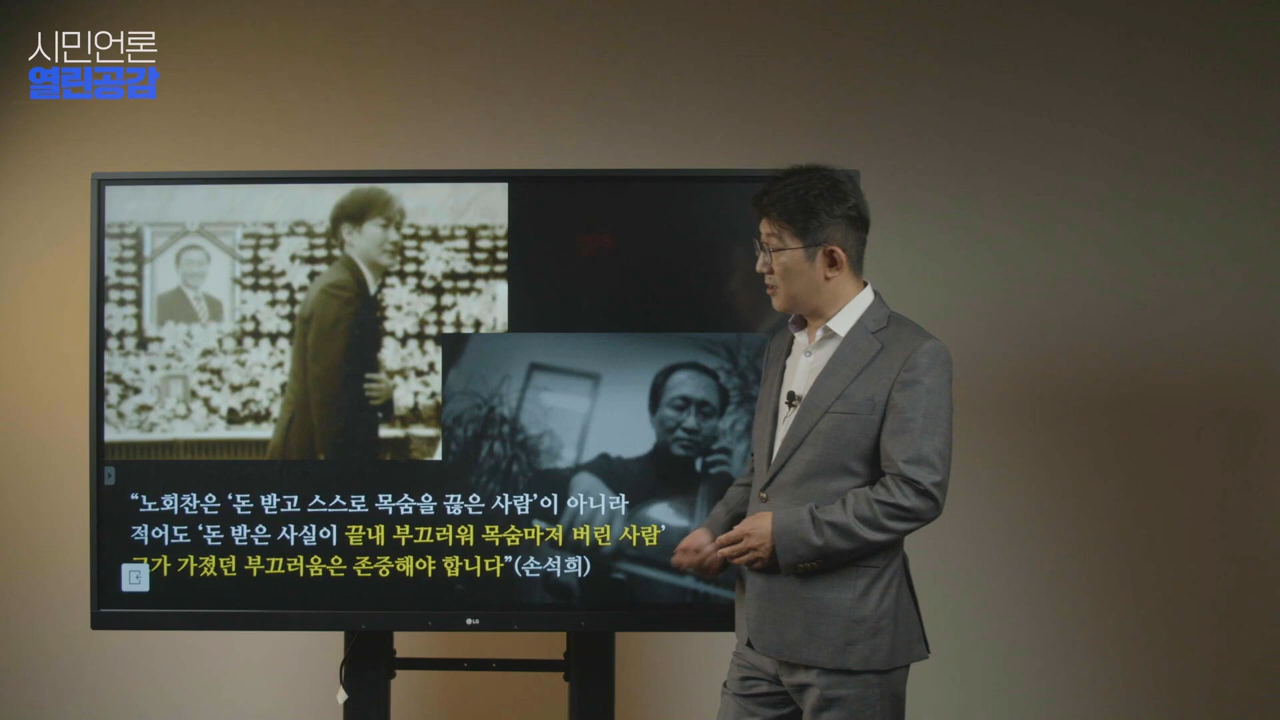 시민언론
열린공감
“노회찬은 ‘돈 받고 스스로 목숨을 끊은 사람’이 아니라
적어도 ‘돈 받은 사실이 끝내 부끄러워 목숨마저 버린 사람’
그가 가졌던 부끄러움은 존중해야 합니다”(손석희)
LG